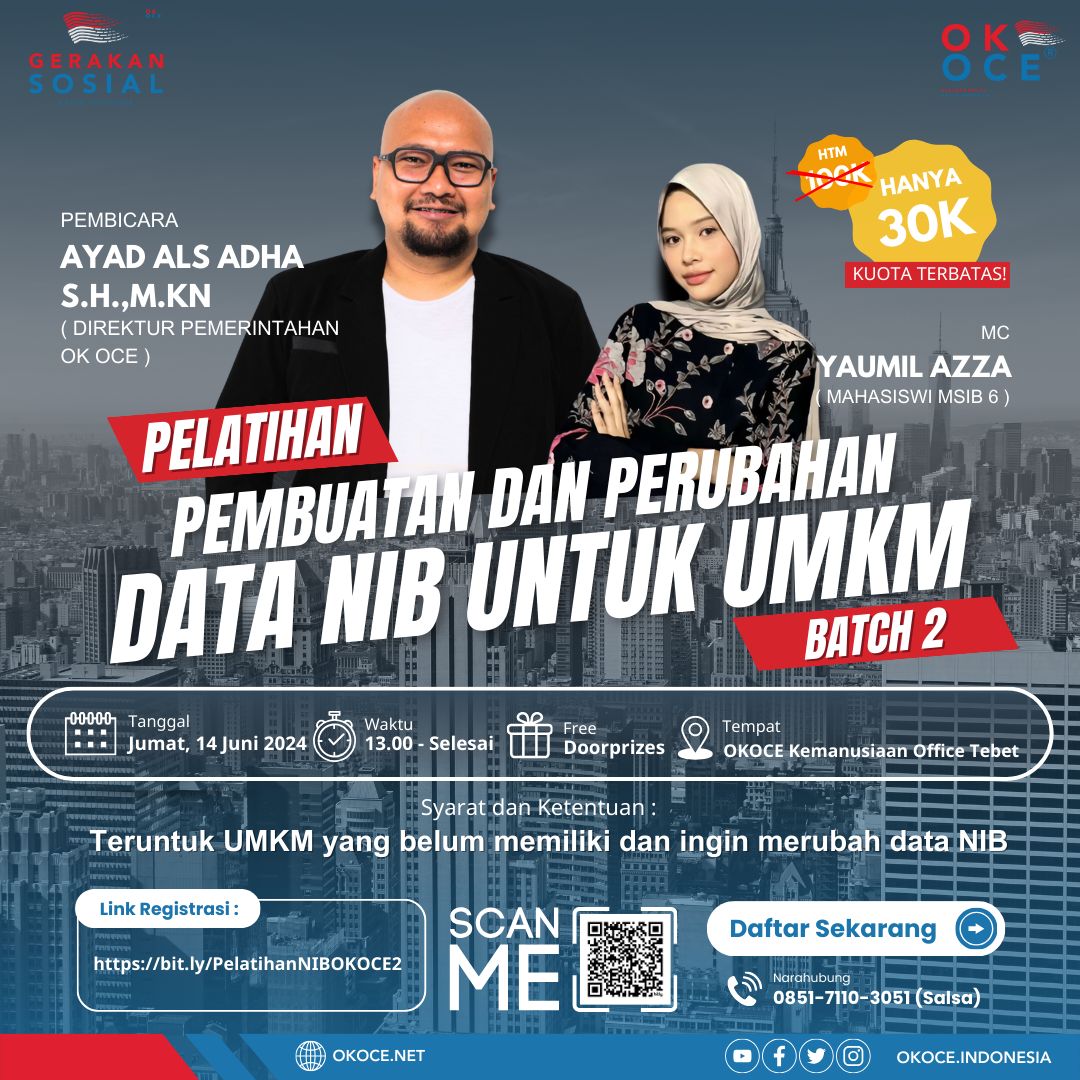 GERAKAN
SOSIAL
OK OCE
PEMBICARA
AYAD ALS ADHA
S.H.,M.KN
( DIREKTUR PEMERINTAHAN
OK OCE )
HTM
100K
HANYA
30K
KUOTA TERBATAS!
MC
YAUMIL AZZA
( MAHASISWI MSIB 6 )
PELATIHAN
PEMBUATAN DAN PERUBAHAN
DATA NIB UNTUK UMKM
BATCH 2
Tanggal
Jumat, 14 Juni 2024
Waktu
13.00 - Selesai
Free
Doorprizes
Tempat
OKOCE Kemanusiaan Office Tebet
Syarat dan Ketentuan :
Teruntuk UMKM yang belum memiliki dan ingin merubah data NIB
Link Registrasi :
https://bit.ly/PelatihanNIBOKOCE2
SCAN
ME
Daftar Sekarang
Narahubung
0851-7110-3051 (Salsa)
OKOCE.NET
OKOCE.INDONESIA